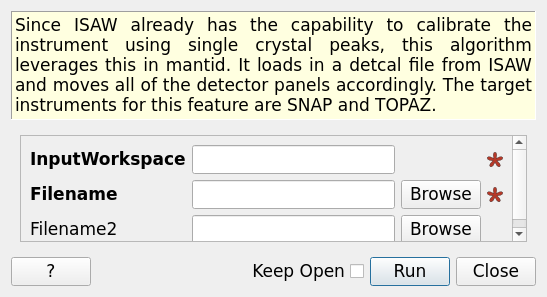 Since ISAW already has the capability to calibrate the
instrument using single crystal peaks, this algorithm
leverages this in mantid. It loads in a detcal file from ISAW
and moves all of the detector panels accordingly. The target
instruments for this feature are SNAP and TOPAZ.
InputWorkspace
Filename Browse
Filename2 Browse
? Keep Open Run Close